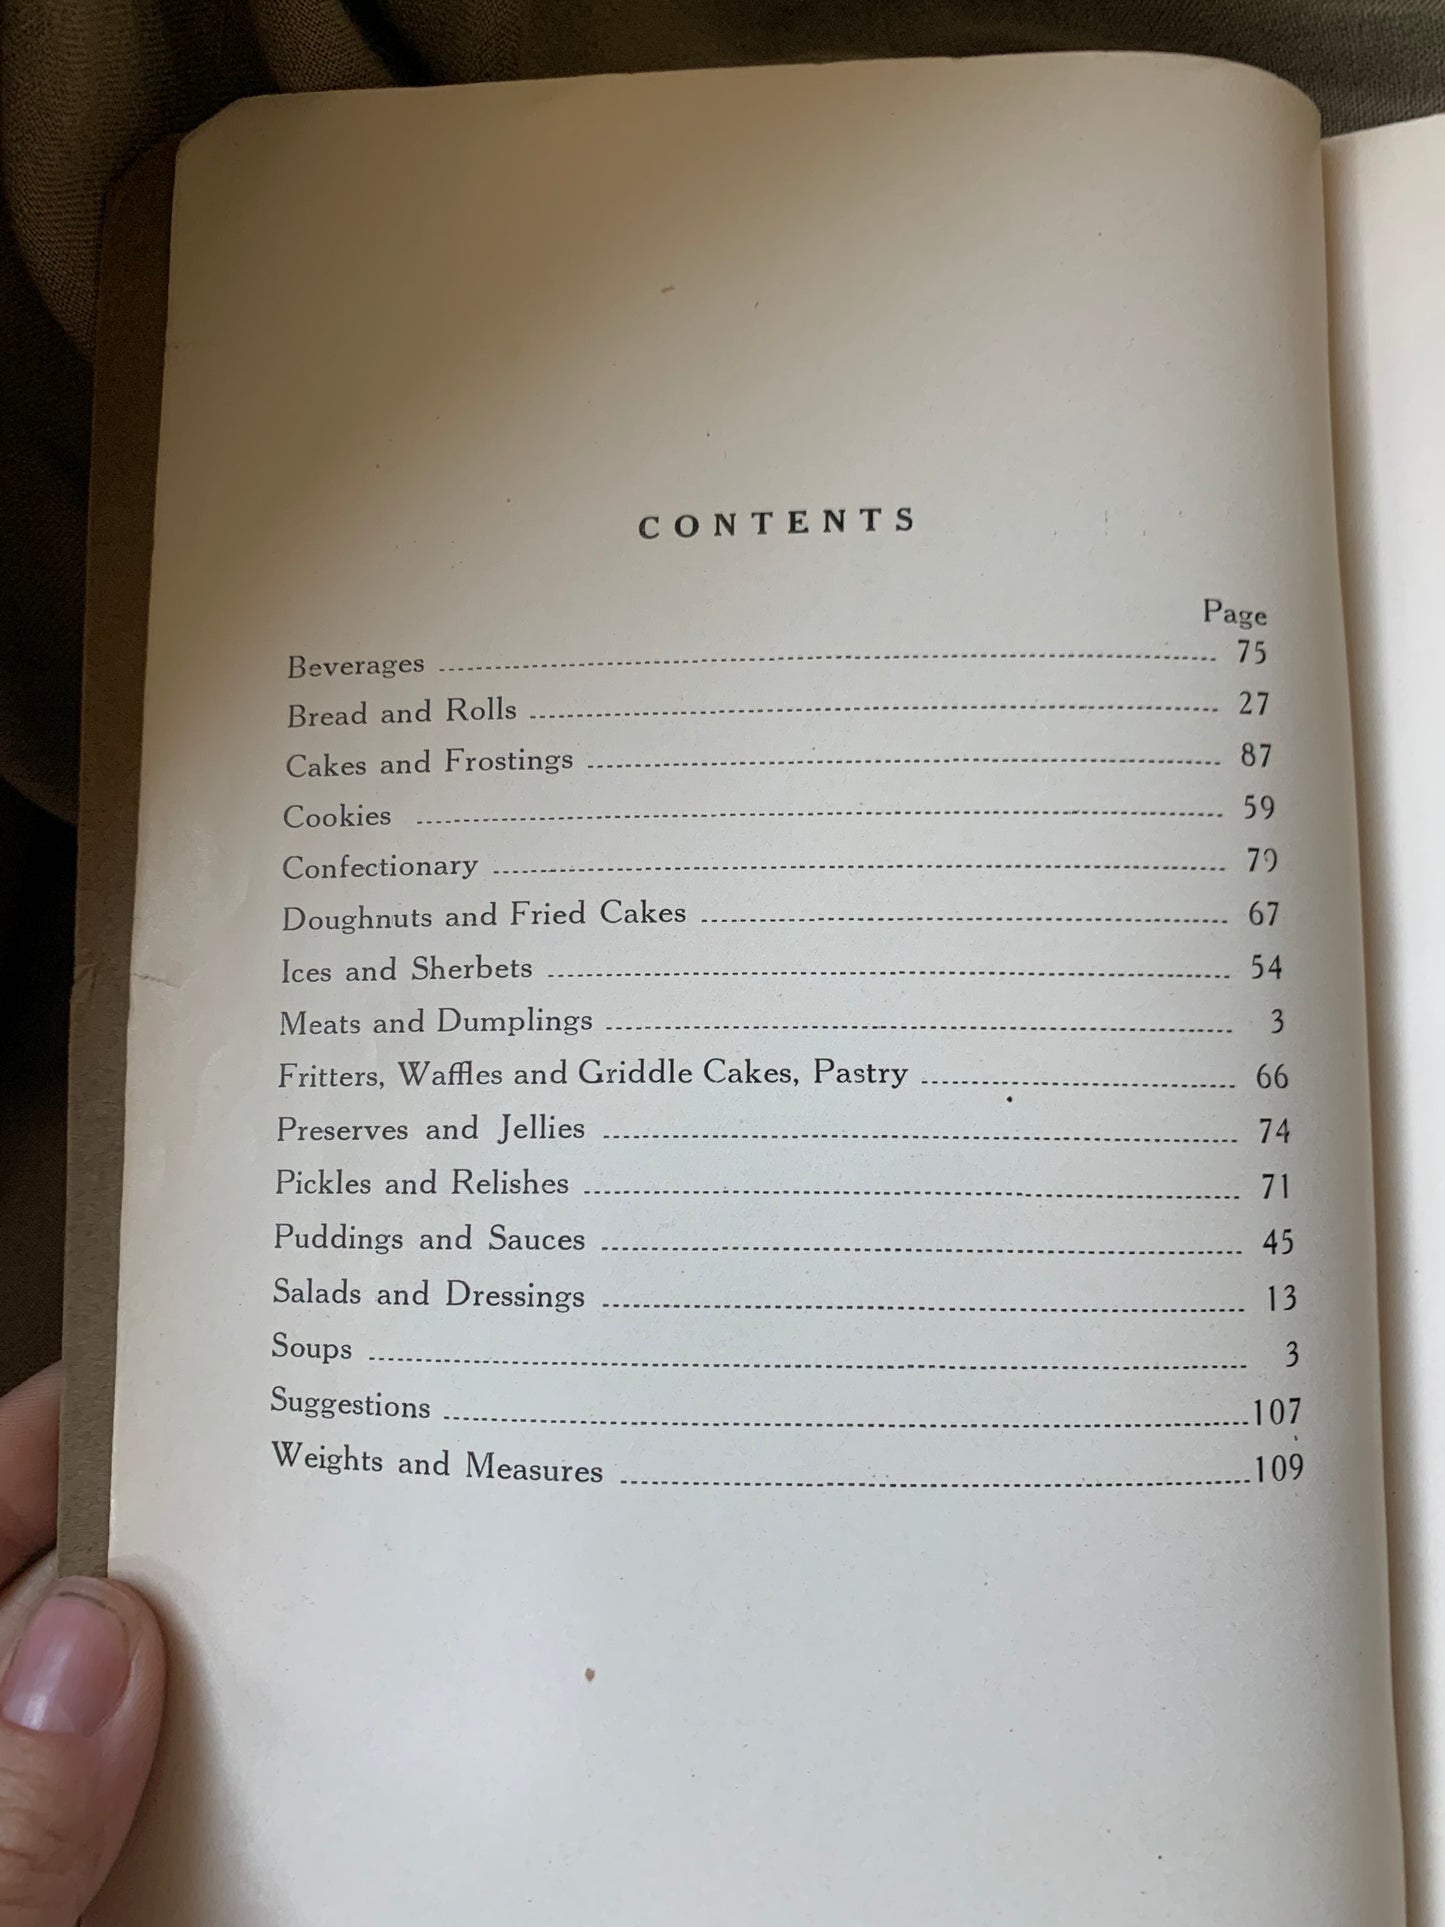 CONTENTS
Page
Beverages 75
Bread and Rolls 27
Cakes and Frostings 87
Cookies 59
Confectionary 79
Doughnuts and Fried Cakes 67
Ices and Sherbets 54
Meats and Dumplings 3
Fritters, Waffles and Griddle Cakes, Pastry 66
Preserves and Jellies 74
Pickles and Relishes 71
Puddings and Sauces 45
Salads and Dressings 13
Soups 3
Suggestions 107
Weights and Measures 109